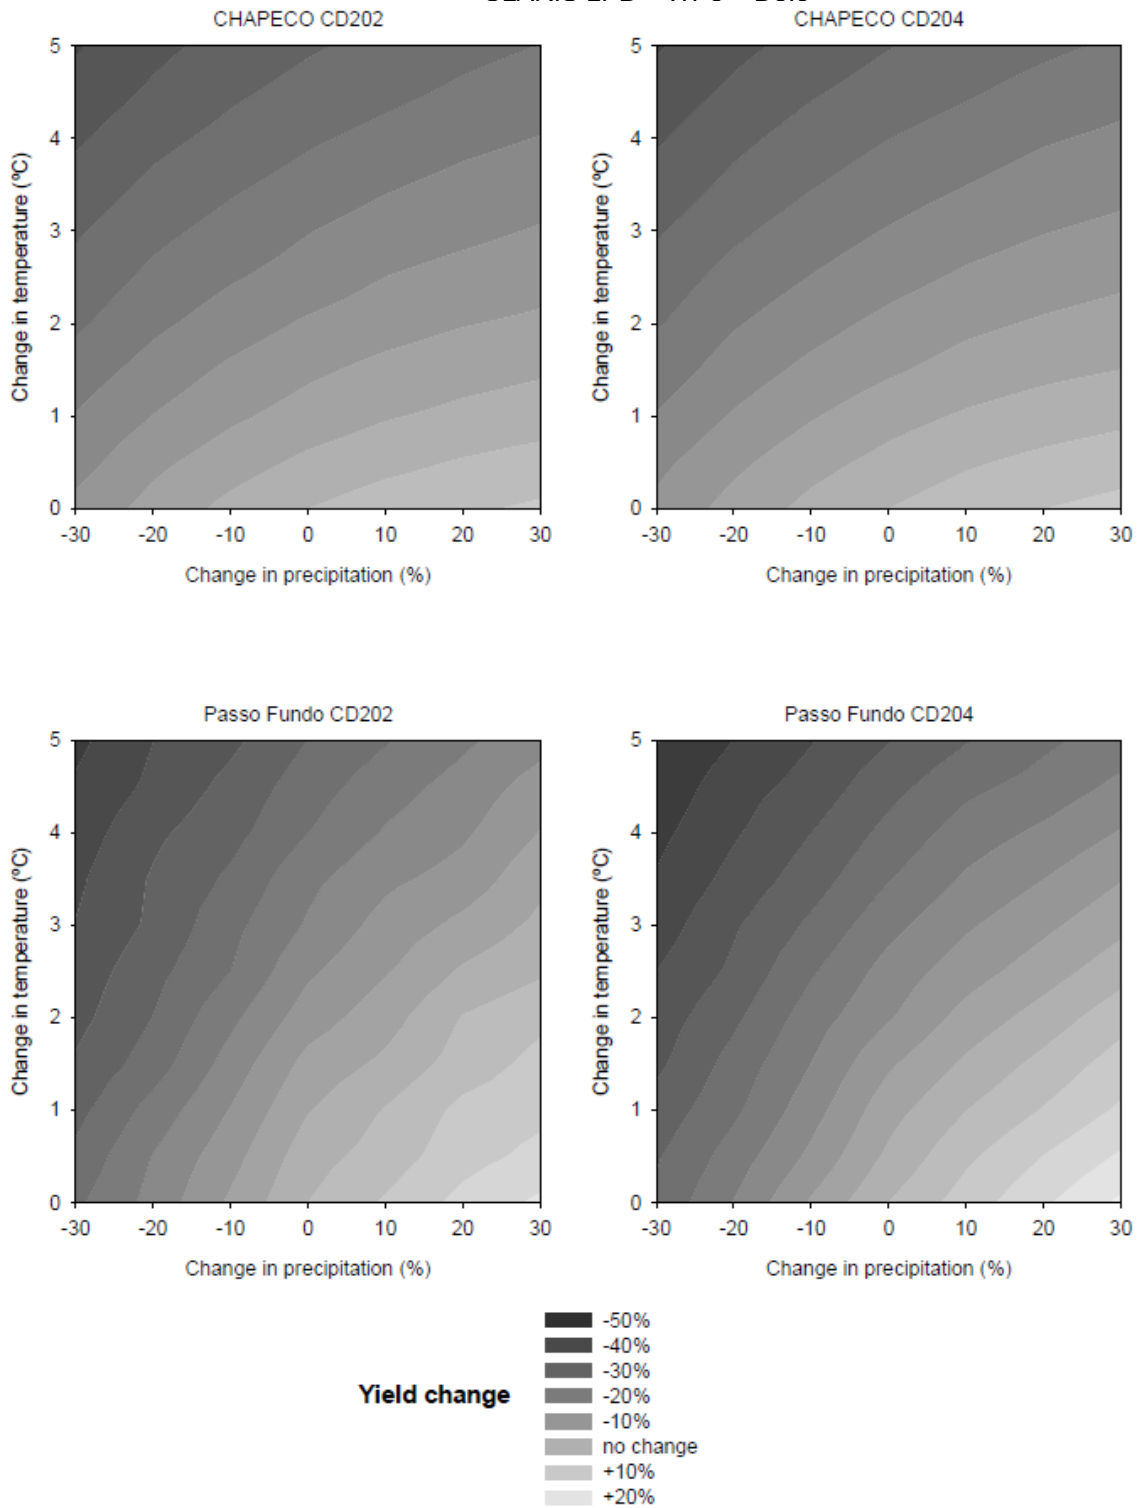 CHAPECO CD202
CHAPECO CD204
5
4
3
2
1
0
Change in temperature (ºC)
-30 -20 -10 0 10 20 30
Change in precipitation (%)
5
4
3
2
1
0
Change in temperature (ºC)
-30 -20 -10 0 10 20 30
Change in precipitation (%)
Passo Fundo CD202
Passo Fundo CD204
5
4
3
2
1
0
Change in temperature (ºC)
-30 -20 -10 0 10 20 30
Change in precipitation (%)
5
4
3
2
1
0
Change in temperature (ºC)
-30 -20 -10 0 10 20 30
Change in precipitation (%)
Yield change
-50%
-40%
-30%
-20%
-10%
no change
+10%
+20%